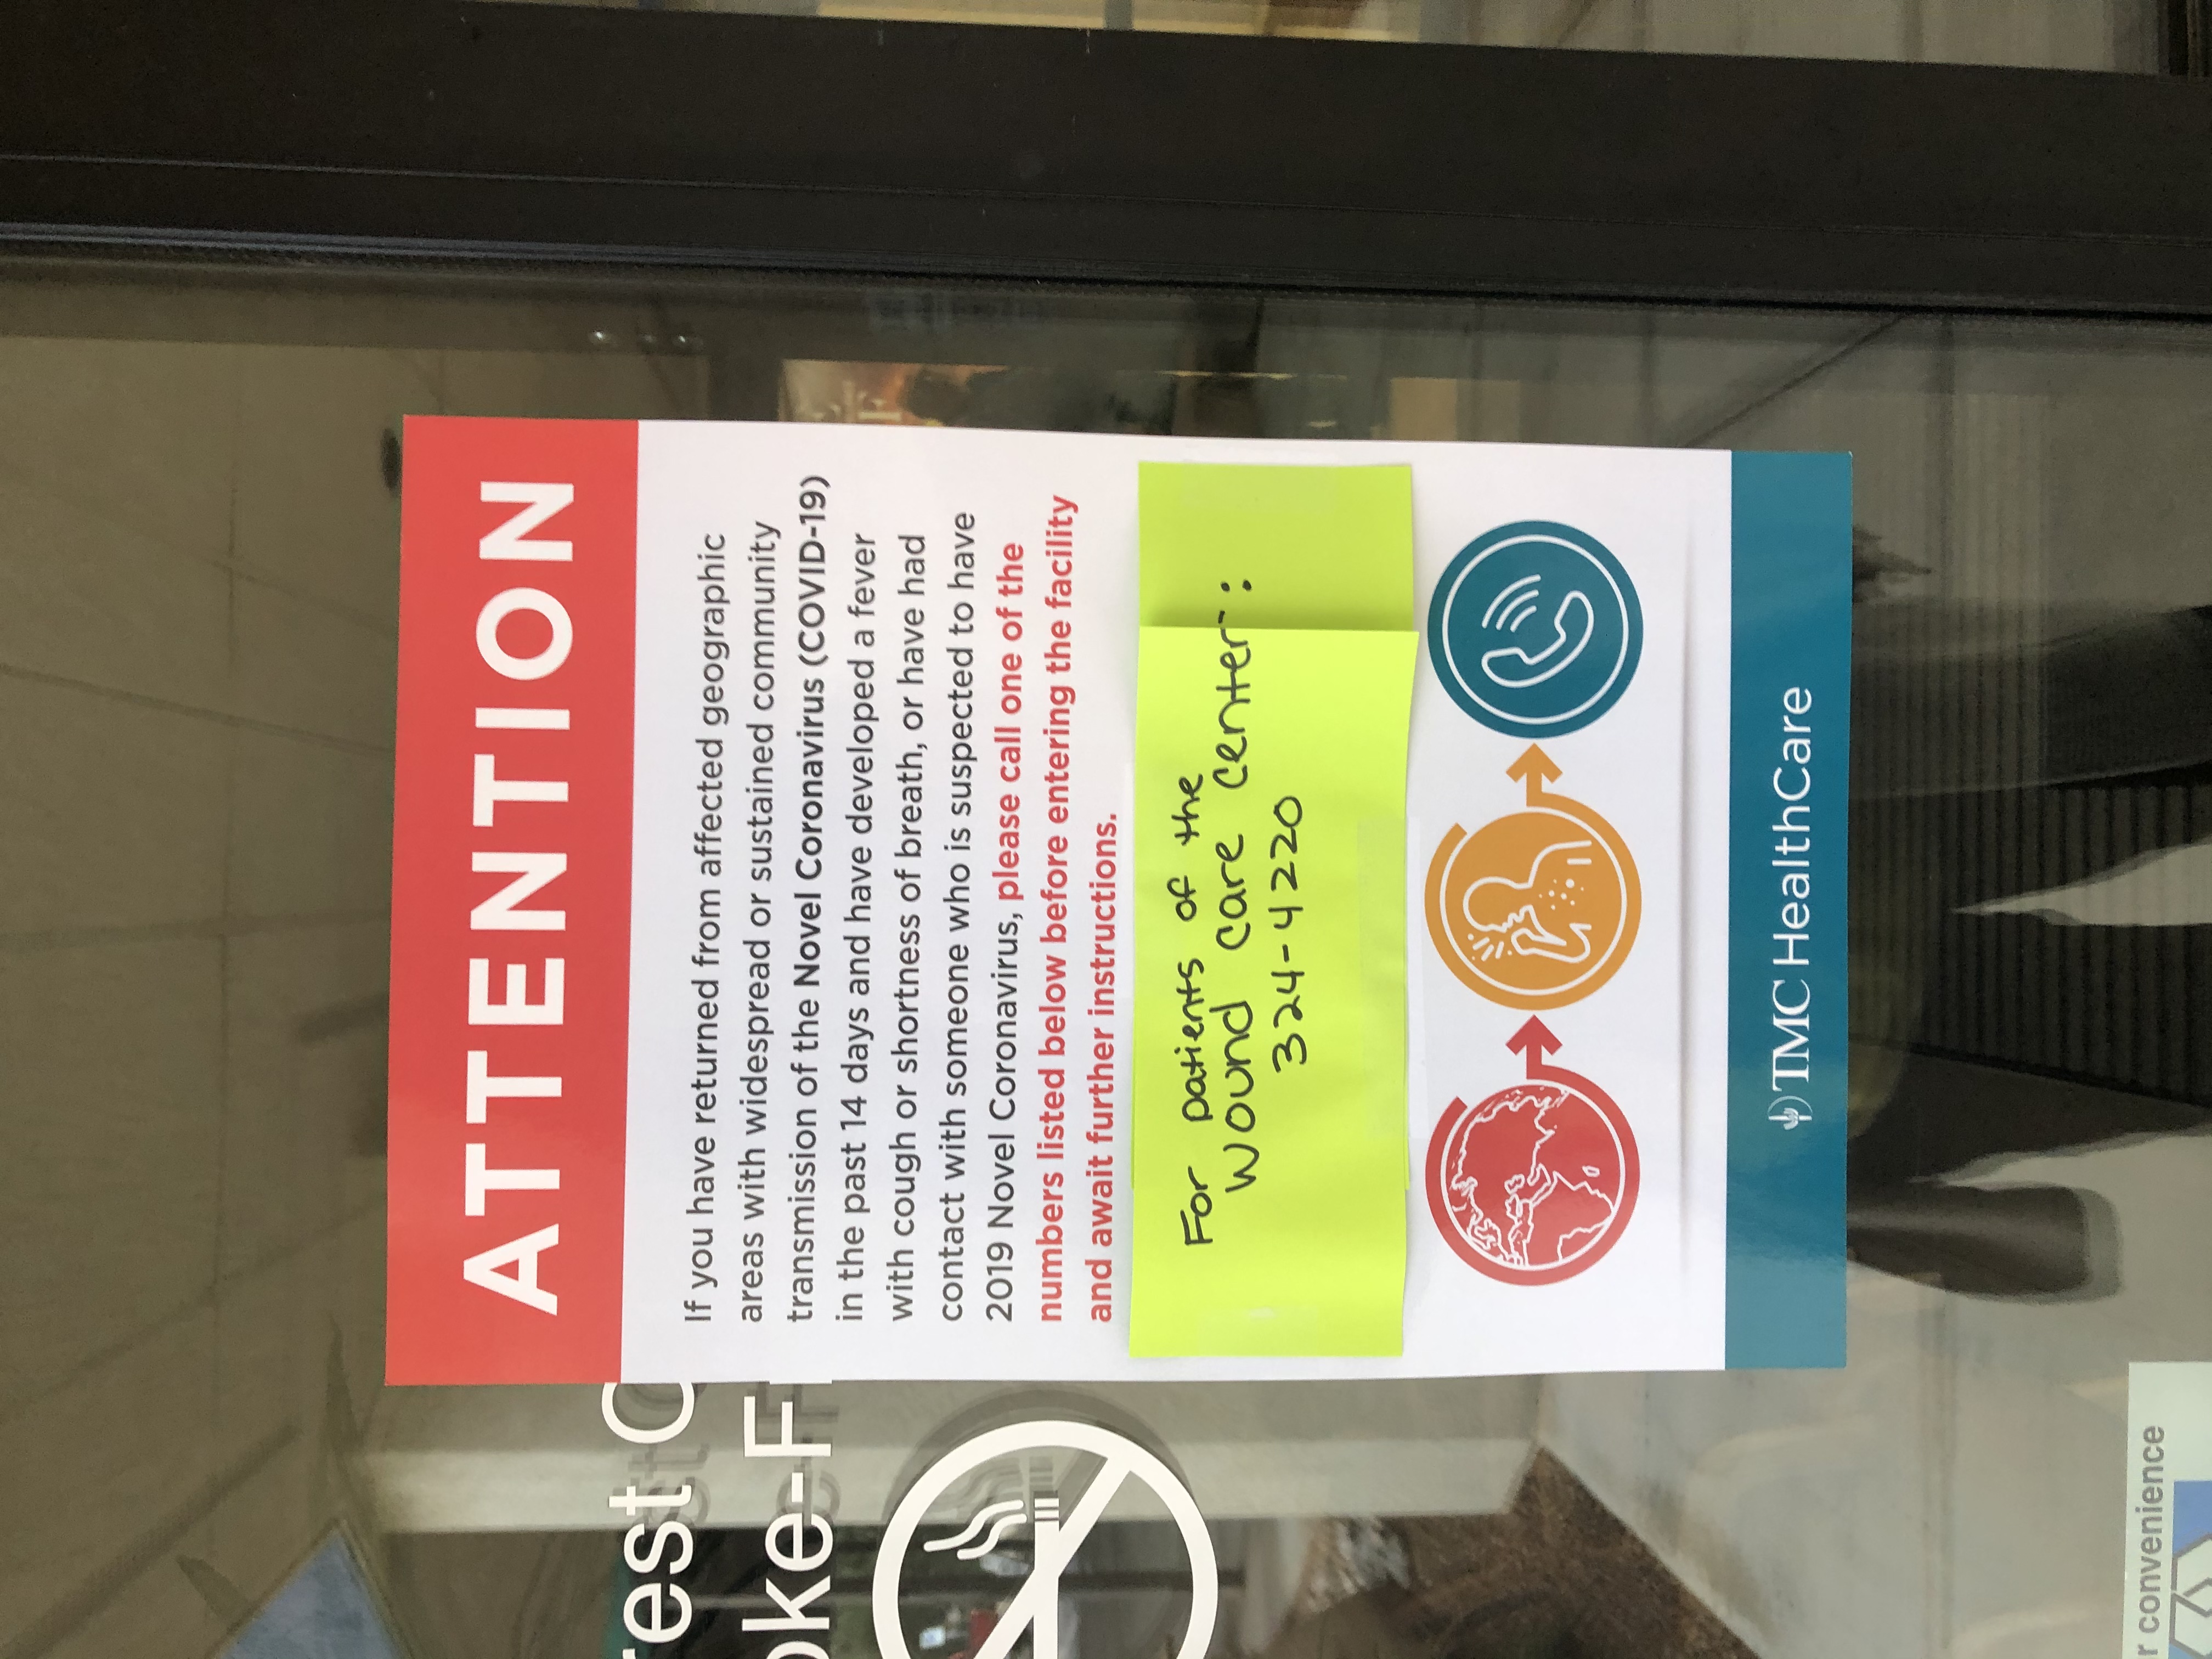 ATTENTION
If you have returned from affected geographic
areas with widespread or sustained community
transmission of the Novel Coronavirus (COVID-19)
in the past 14 days and have developed a fever
with cough or shortness of breath, or have had
contact with someone who is suspected to have
2019 Novel Coronavirus, please call one of the
numbers listed below before entering the facility
and await further instructions.
For patients of the
Wound care center:
324-4220
TMC HealthCare
rest C
oke-F
r convenience